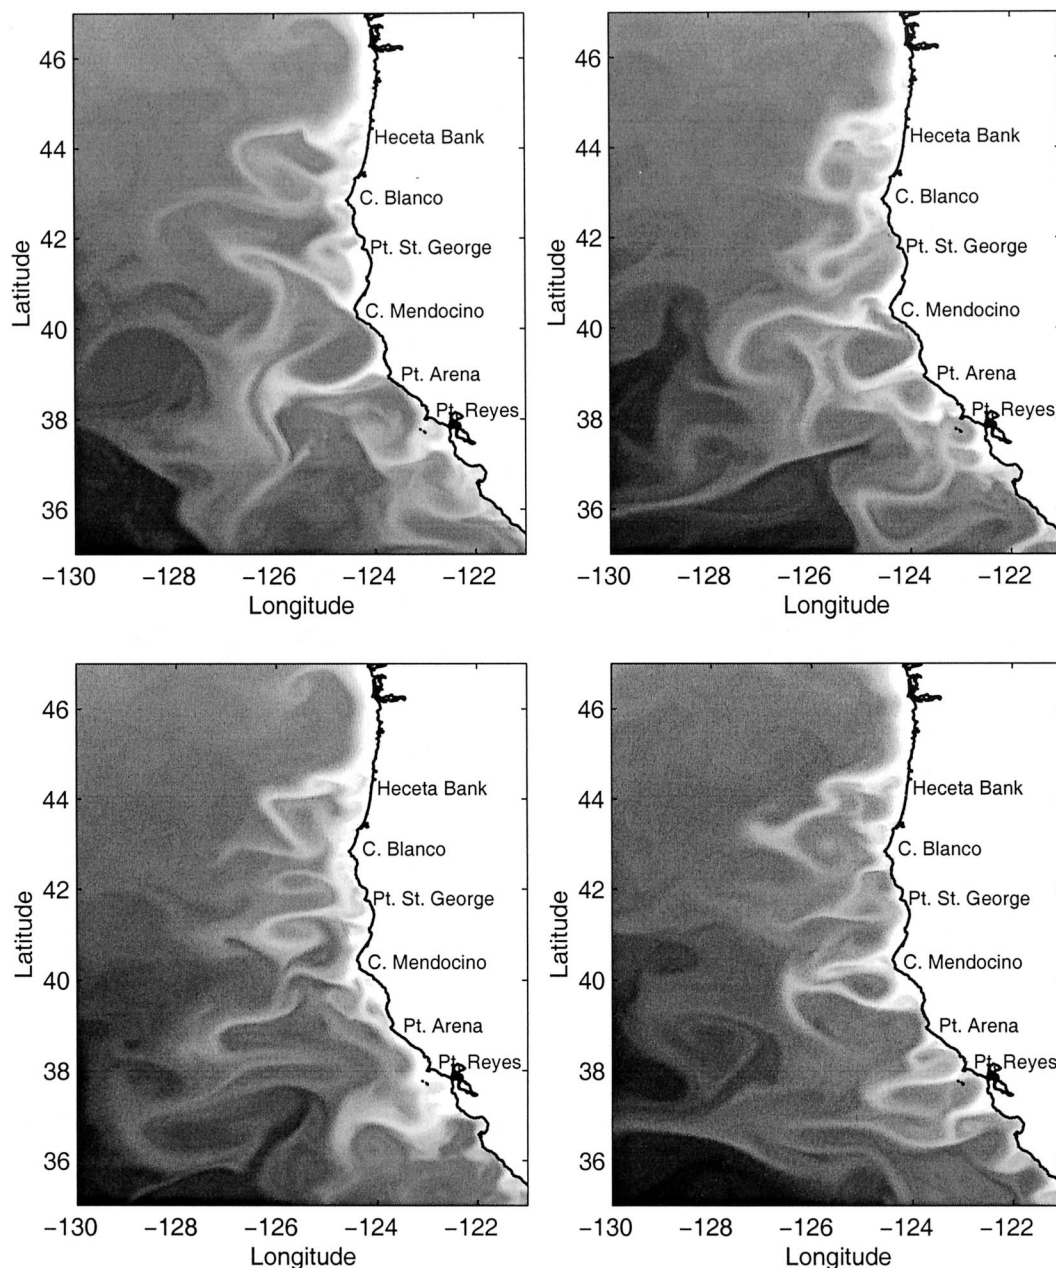 46
44
42
40
38
36
Latitude
Heceta Bank
C. Blanco
Pt. St. George
C. Mendocino
Pt. Arena
Pt. Reyes
−130 −128 −126 −124 −122
Longitude
46
44
42
40
38
36
Latitude
Heceta Bank
C. Blanco
Pt. St. George
C. Mendocino
Pt. Arena
Pt. Reyes
−130 −128 −126 −124 −122
Longitude
46
44
42
40
38
36
Latitude
Heceta Bank
C. Blanco
Pt. St. George
C. Mendocino
Pt. Arena
Pt. Reyes
−130 −128 −126 −124 −122
Longitude
46
44
42
40
38
36
Latitude
Heceta Bank
C. Blanco
Pt. St. George
C. Mendocino
Pt. Arena
Pt. Reyes
−130 −128 −126 −124 −122
Longitude